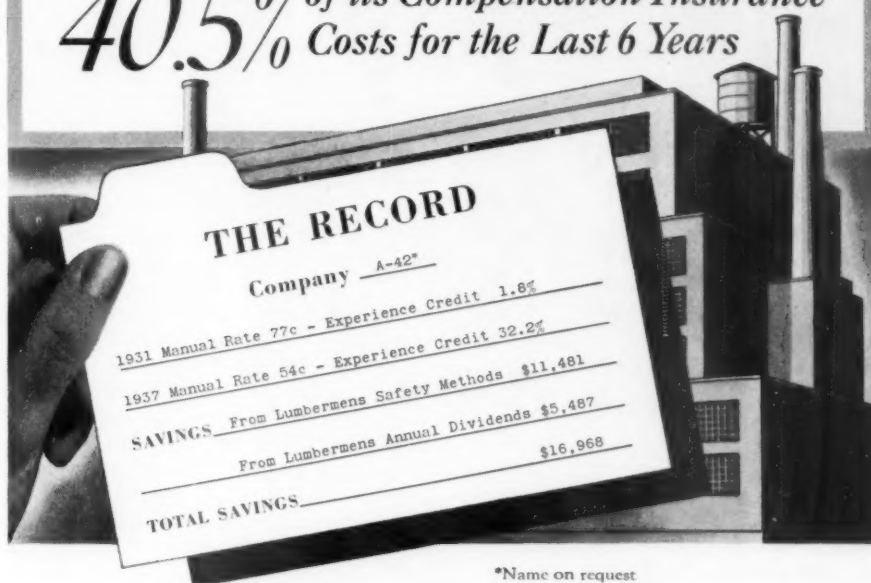 40.5% of its Compensation Insurance
Costs for the Last 6 Years
THE RECORD
Company A-42*
1931 Manual Rate 77c - Experience Credit 1.8%
1937 Manual Rate 54c - Experience Credit 32.2%
SAVINGS From Lumbermens Safety Methods $11,481
From Lumbermens Annual Dividends $5,487
$16,968
TOTAL SAVINGS
*Name on request